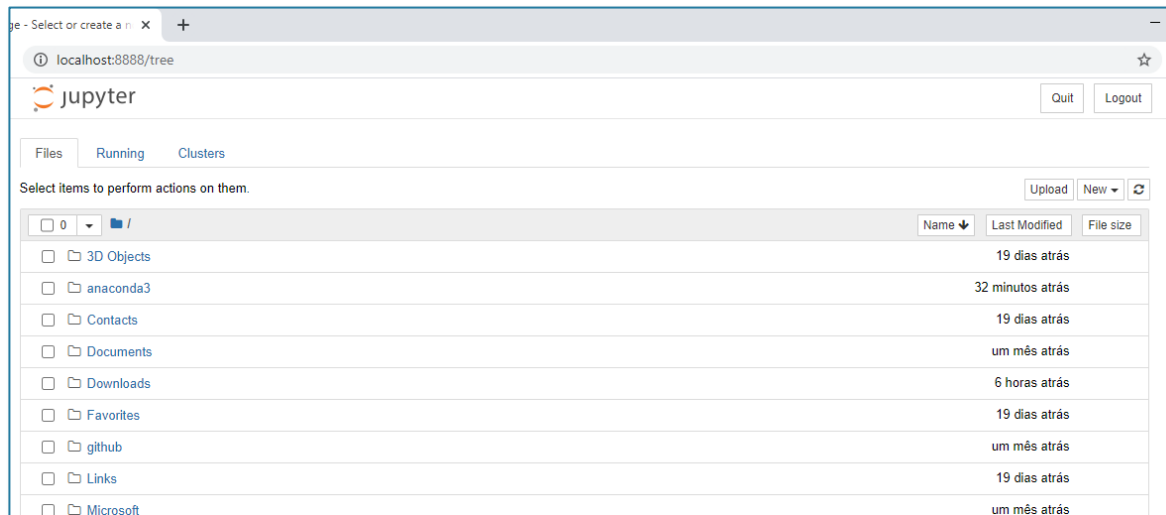 ge - Select or create a n
localhost:8888/tree
jupyter
Quit Logout
Files Running Clusters
Select items to perform actions on them.
Upload New
0 / Name Last Modified File size
3D Objects 19 dias atrás
anaconda3 32 minutos atrás
Contacts 19 dias atrás
Documents um mês atrás
Downloads 6 horas atrás
Favorites 19 dias atrás
github um mês atrás
Links 19 dias atrás
Microsoft um mês atrás